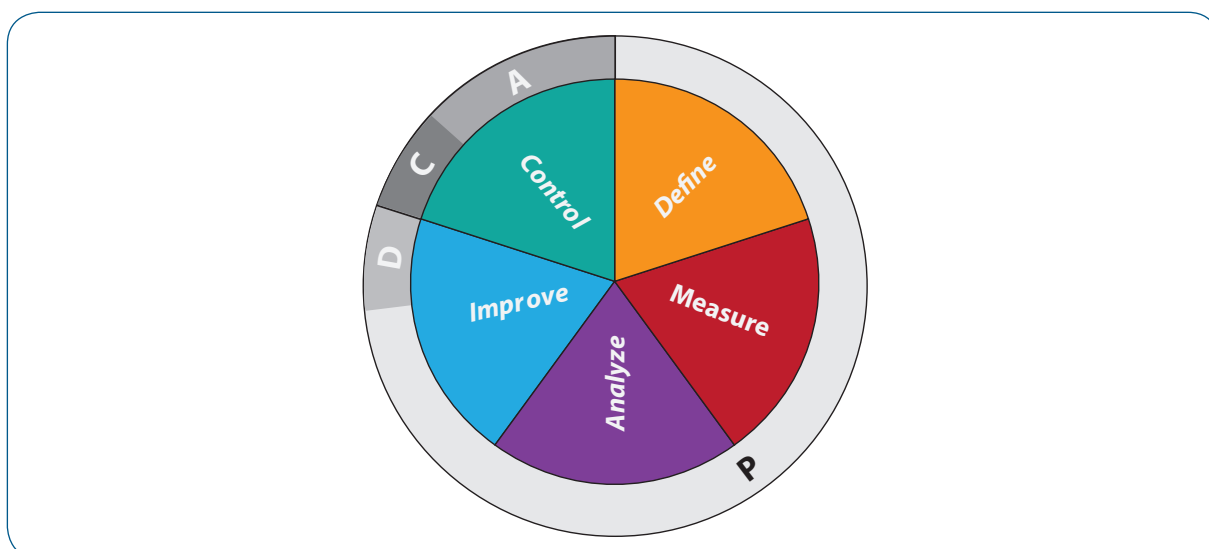 A
C
D
P
Control
Define
Improve
Measure
Analyze